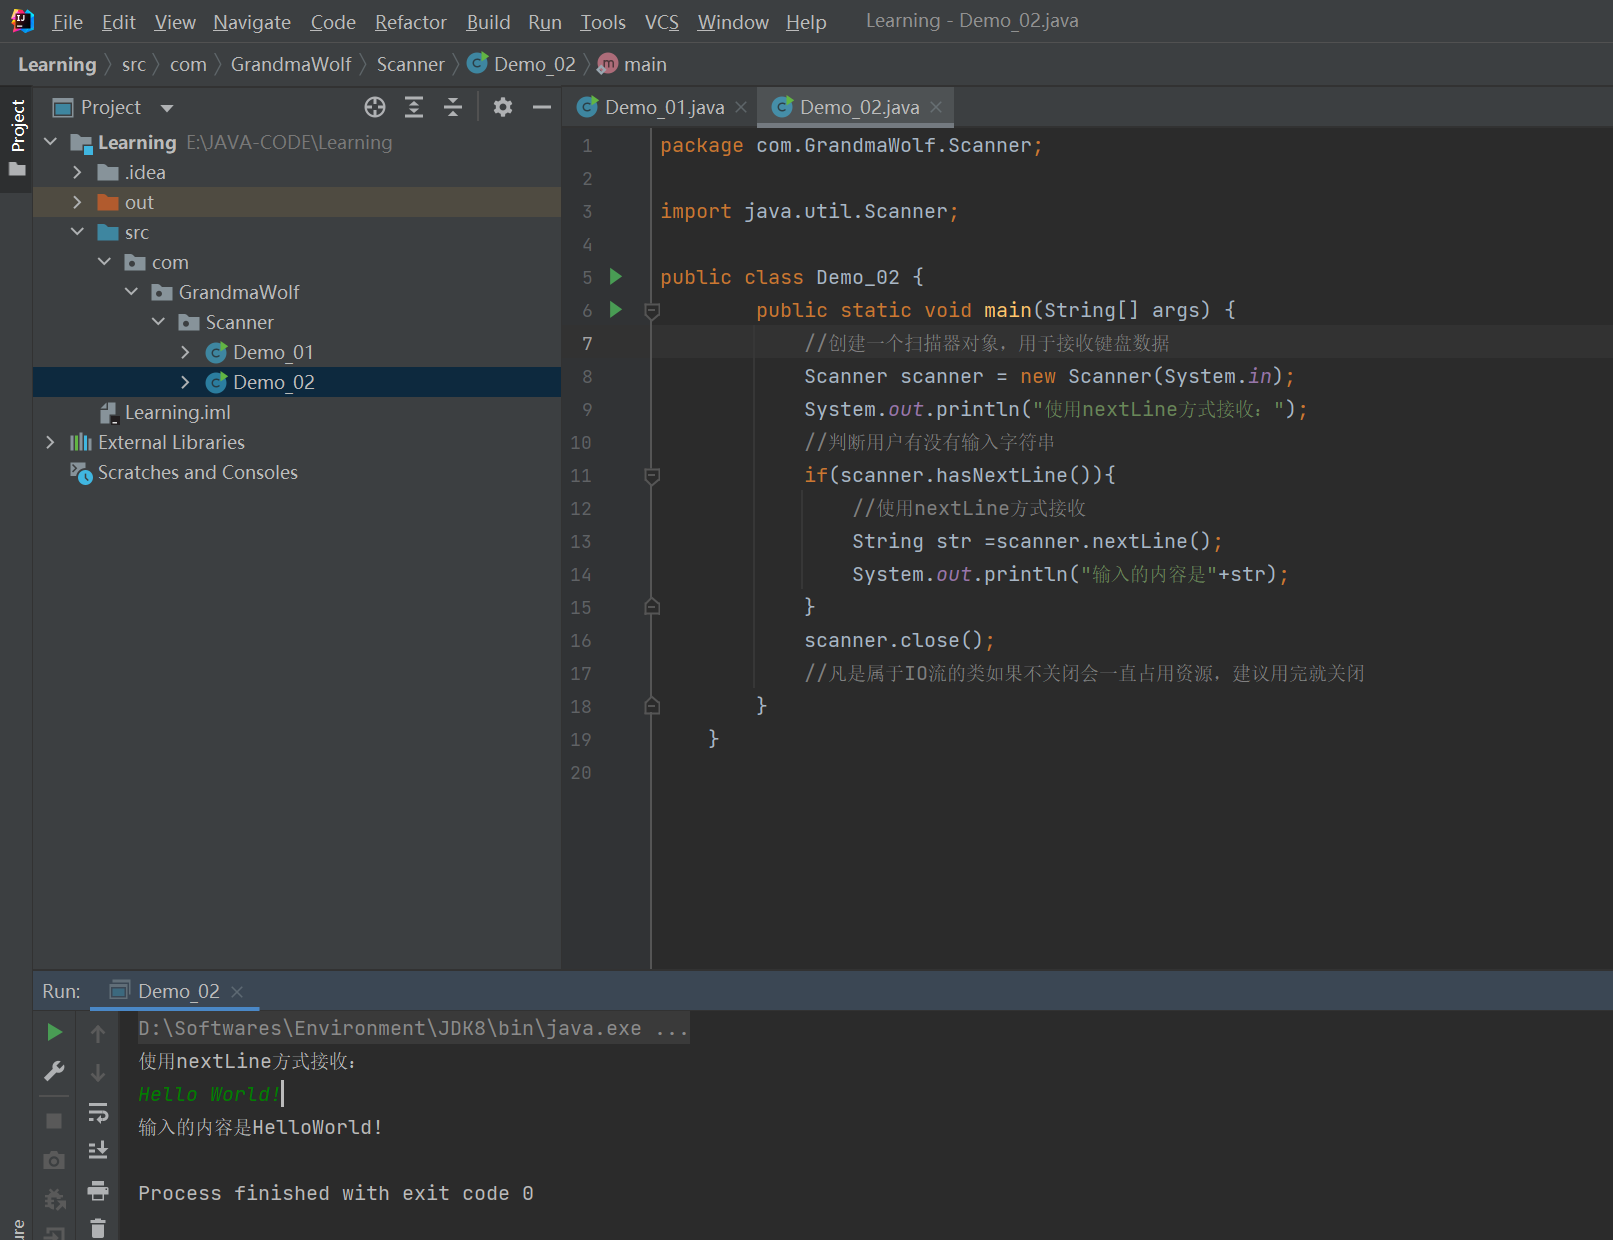 File Edit View Navigate Code Refactor Build Run Tools VCS Window Help Learning - Demo_02.java
Learning src com GrandmaWolf Scanner Demo_02 main
Project
Project
Learning E:\JAVA-CODE\Learning
.idea
out
src
com
GrandmaWolf
Scanner
Demo_01
Demo_02
Learning.iml
External Libraries
Scratches and Consoles
Demo_01.java Demo_02.java
1 package com.GrandmaWolf.Scanner;
2
3 import java.util.Scanner;
4
5 public class Demo_02 {
6 public static void main(String[] args) {
7 //创建一个扫描器对象，用于接收键盘数据
8 Scanner scanner = new Scanner(System.in);
9 System.out.println("使用nextLine方式接收：");
10 //判断用户有没有输入字符串
11 if(scanner.hasNextLine()){
12 //使用nextLine方式接收
13 String str =scanner.nextLine();
14 System.out.println("输入的内容是"+str);
15 }
16 scanner.close();
17 //凡是属于IO流的类如果不关闭会一直占用资源，建议用完就关闭
18 }
19 }
20
Run: Demo_02
D:\Softwares\Environment\JDK8\bin\java.exe ...
使用nextLine方式接收：
Hello World!
输入的内容是HelloWorld!
Process finished with exit code 0